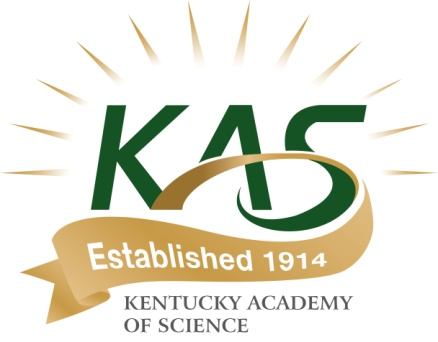 KAS
Established 1914
KENTUCKY ACADEMY
OF SCIENCE